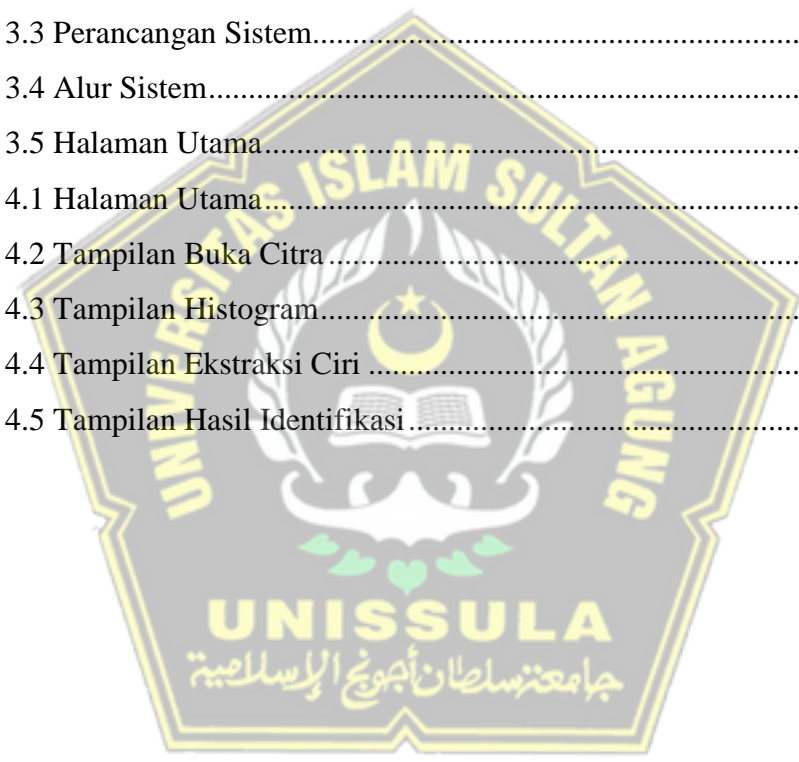 3.3 Perancangan Sistem........................................................................
3.4 Alur Sistem........................................................................
3.5 Halaman Utama........................................................................
4.1 Halaman Utama........................................................................
4.2 Tampilan Buka Citra ........................................................................
4.3 Tampilan Histogram........................................................................
4.4 Tampilan Ekstraksi Ciri ........................................................................
4.5 Tampilan Hasil Identifikasi........................................................................
UNIVERSITAS ISLAM SULTAN AGUNG
UNISSULA
جامعتنسلطان أجونج الإسلامية